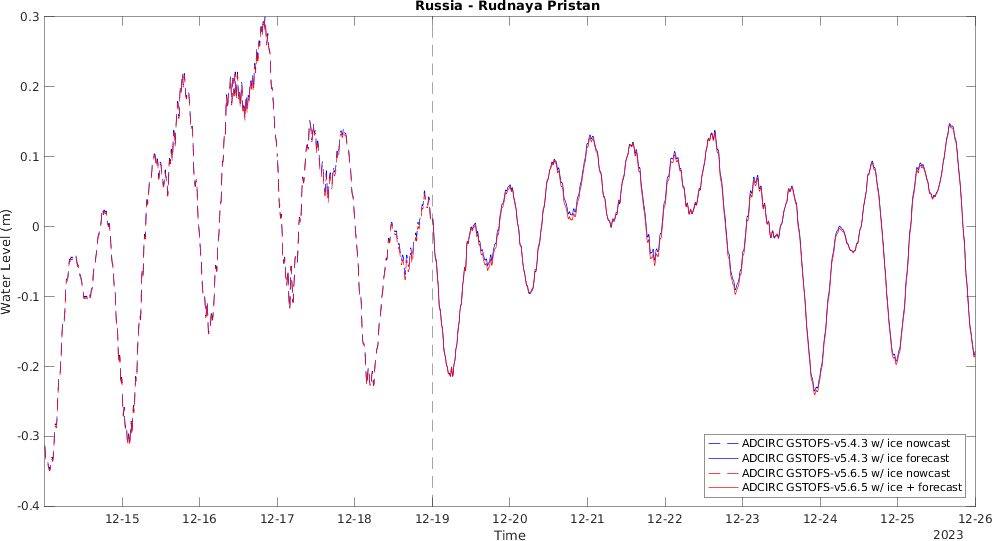 Russia - Rudnaya Pristan
0.3
0.2
0.1
0
-0.1
-0.2
-0.3
-0.4
Water Level (m)
12-15 12-16 12-17 12-18 12-19 12-20 12-21 12-22 12-23 12-24 12-25 12-26
Time
2023
ADCIRC GSTOFS-v5.4.3 w/ ice nowcast
ADCIRC GSTOFS-v5.4.3 w/ ice forecast
ADCIRC GSTOFS-v5.6.5 w/ ice nowcast
ADCIRC GSTOFS-v5.6.5 w/ ice + forecast